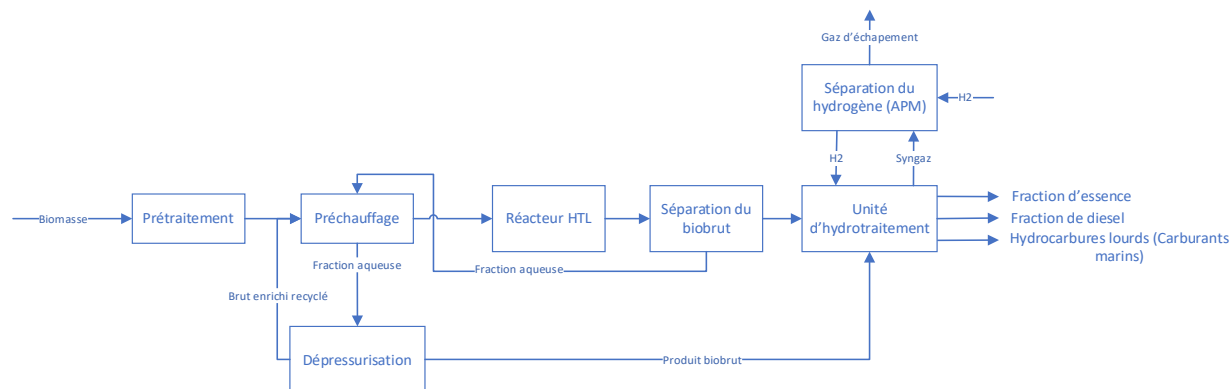 Gaz d'échapement
Séparation du
hydrogène (APM)
H2
H2
Syngaz
Biomasse
Prétraitement
Préchauffage
Réacteur HTL
Séparation du
biobrut
Unité
d'hydrotraitement
Fraction d'essence
Fraction de diesel
Hydrocarbures lourds (Carburants
marins)
Fraction aqueuse
Fraction aqueuse
Brut enrichi recyclé
Dépressurisation
Produit biobrut